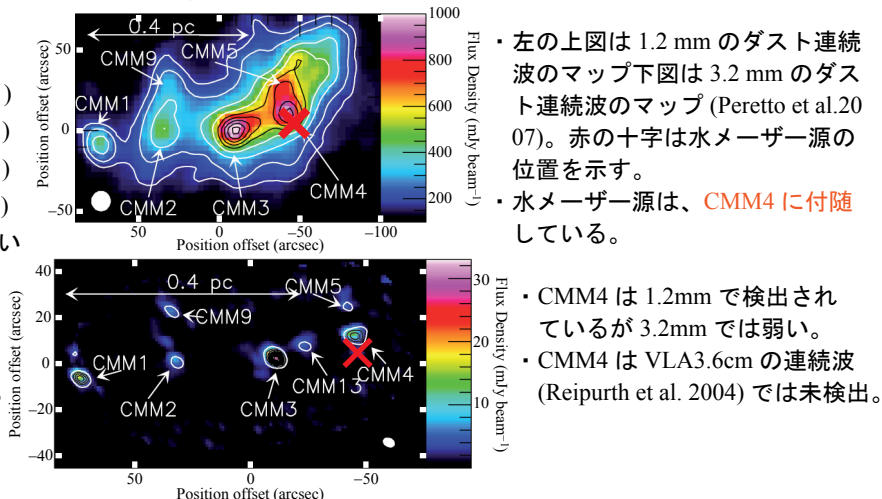 )
)
)
)
い
0.4 pc
CMM9
CMM5
CMM1
CMM2
CMM3
CMM4
50
0
−50
Position offset (arcsec)
50
0
−50
−100
Position offset (arcsec)
1000
800
600
400
200
Flux Density (mJy beam⁻¹)
・左の上図は 1.2 mm のダスト連続
波のマップ下図は 3.2 mm のダス
ト連続波のマップ (Peretto et al.20
07)。赤の十字は水メーザー源の
位置を示す。
・水メーザー源は、CMM4 に付随
している。
0.4 pc
CMM5
CMM9
CMM1
CMM2
CMM3
CMM13
CMM4
40
20
0
−20
−40
Position offset (arcsec)
50
0
−50
Position offset (arcsec)
30
20
10
Flux Density (mJy beam⁻¹)
・CMM4 は 1.2mm で検出され
ているが 3.2mm では弱い。
・CMM4 は VLA3.6cm の連続波
(Reipurth et al. 2004) では未検出。